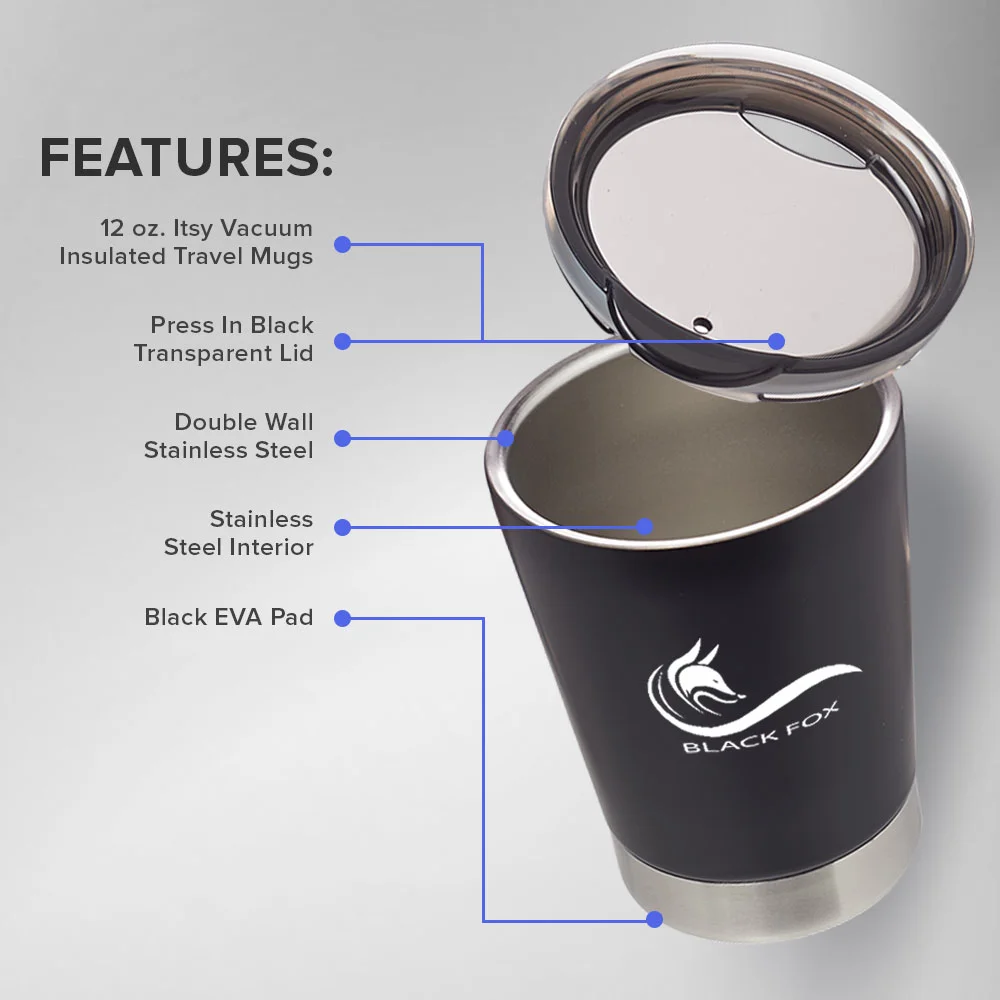 FEATURES:
12 oz. Itsy Vacuum
Insulated Travel Mugs
Press In Black
Transparent Lid
Double Wall
Stainless Steel
Stainless
Steel Interior
Black EVA Pad
BLACK FOX